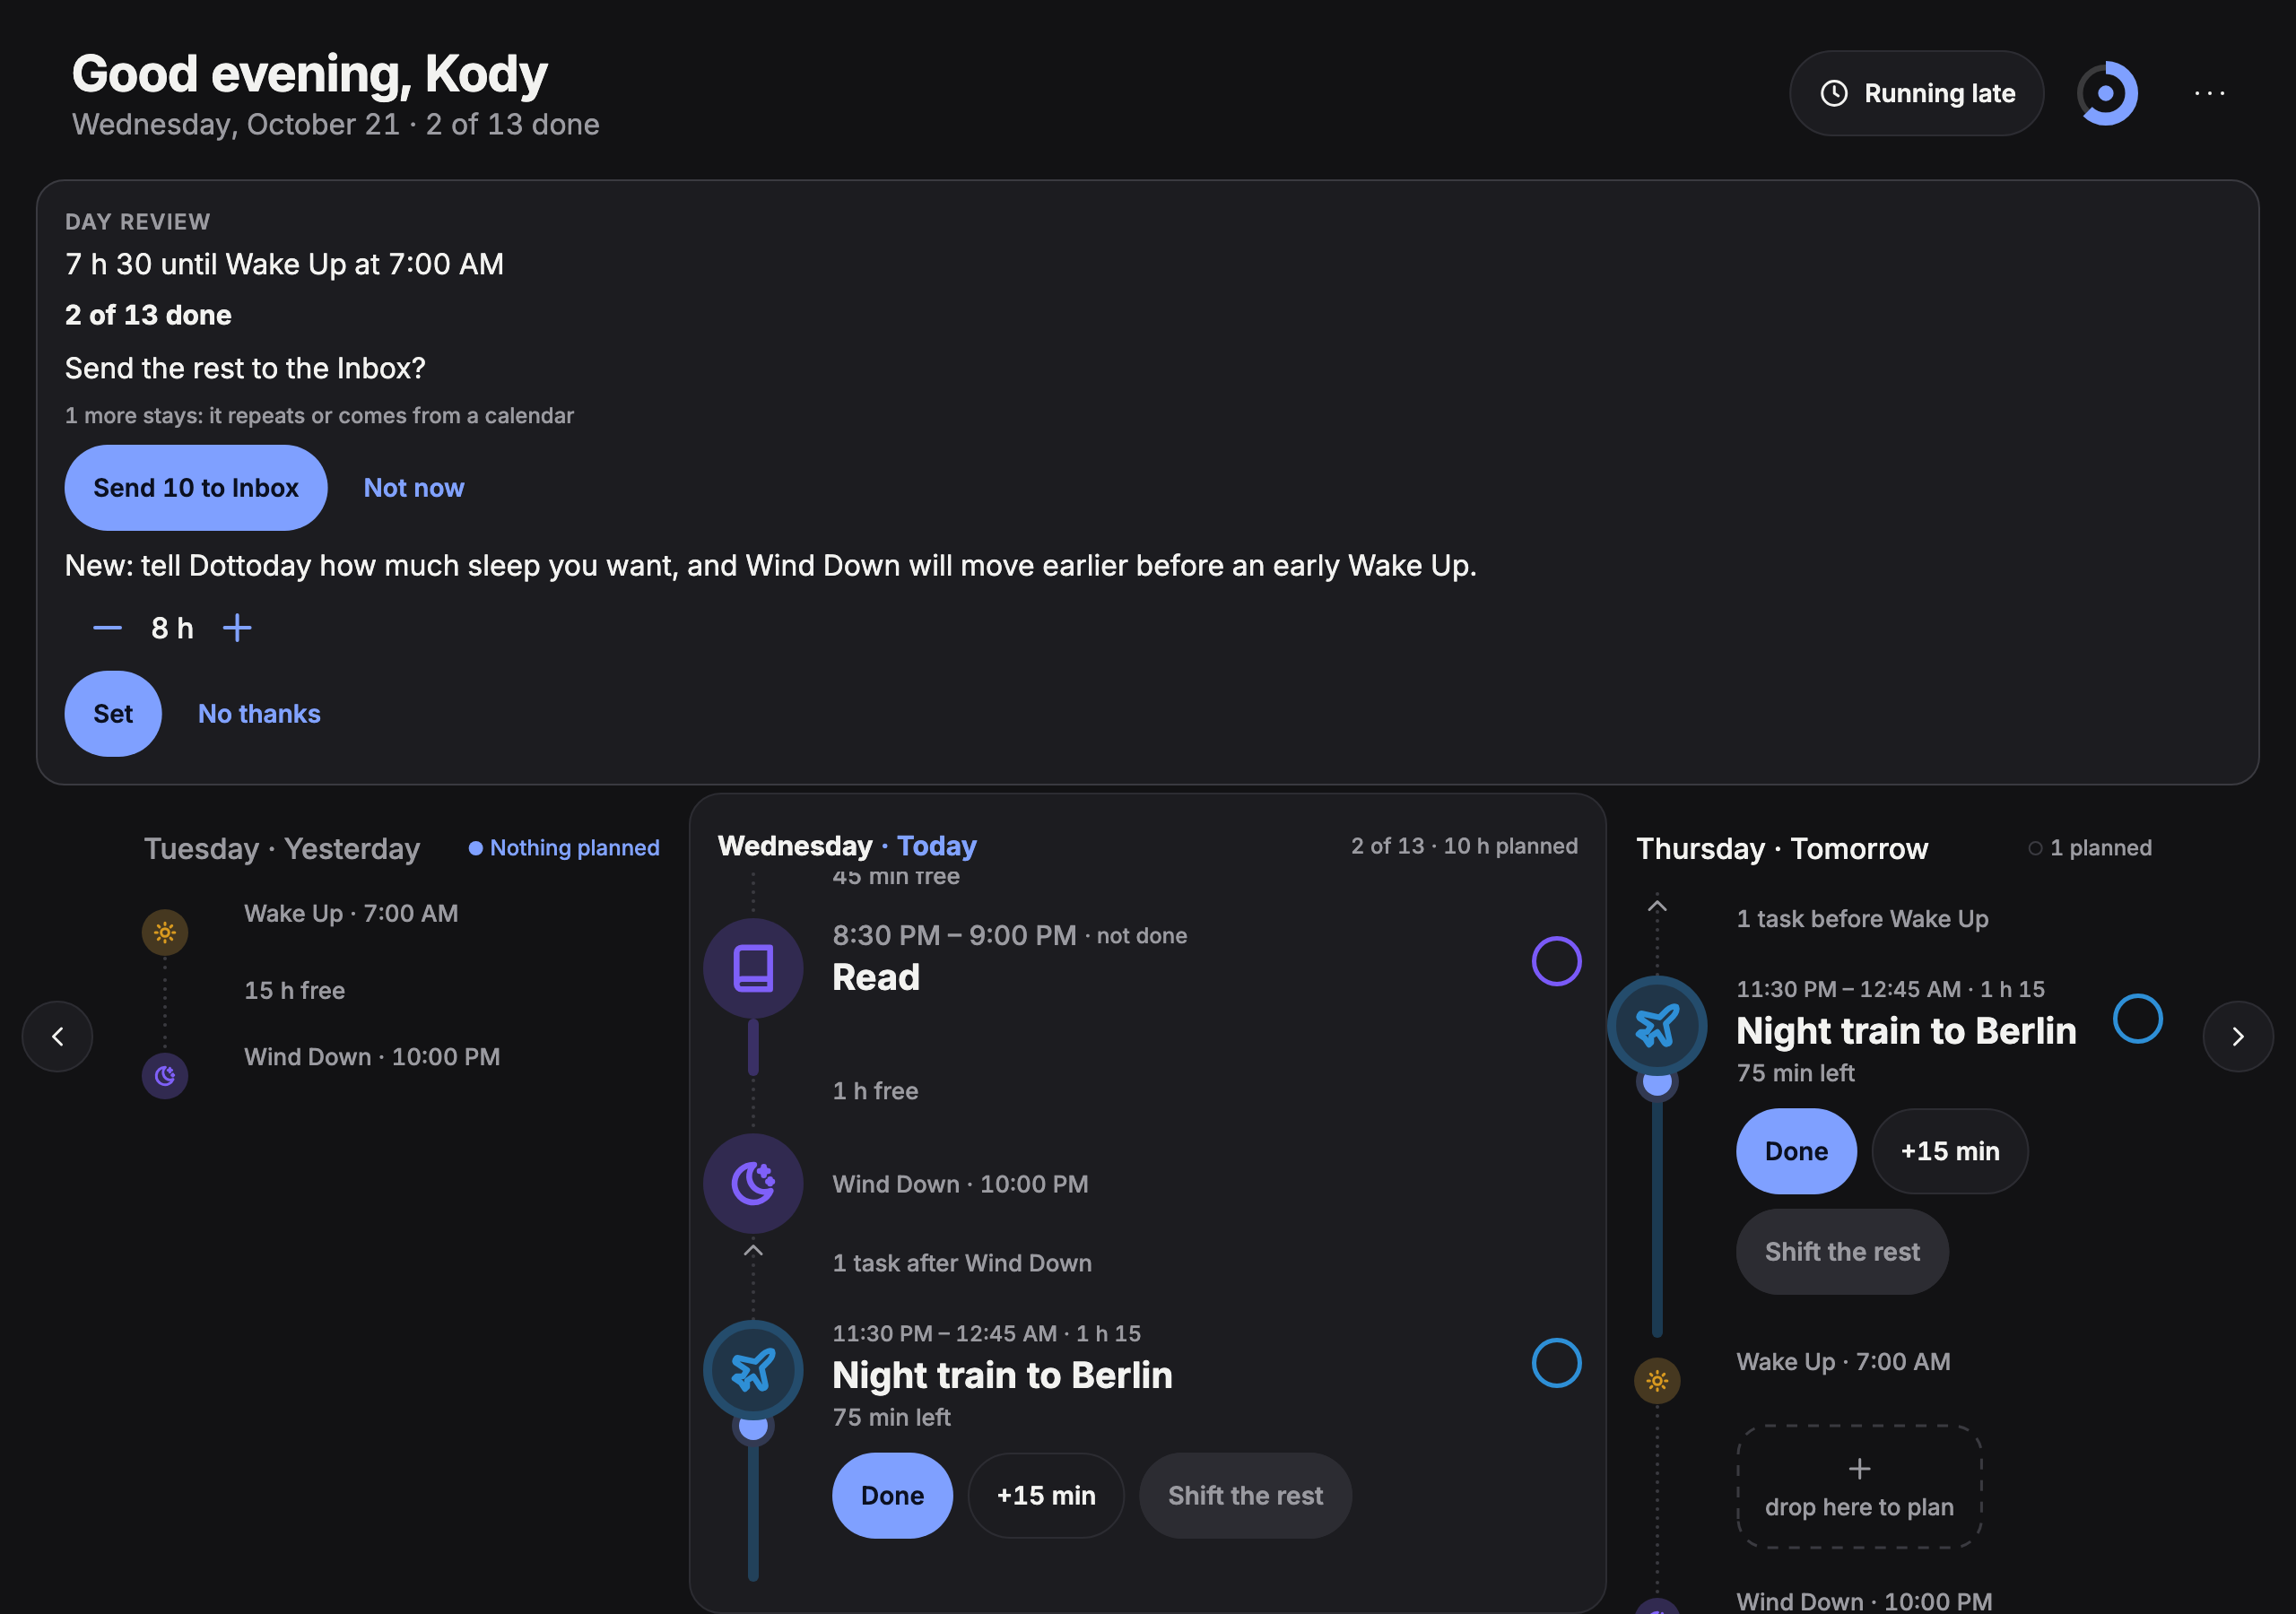 Good evening, Kody
Wednesday, October 21 · 2 of 13 done
Running late
DAY REVIEW
7 h 30 until Wake Up at 7:00 AM
2 of 13 done
Send the rest to the Inbox?
1 more stays: it repeats or comes from a calendar
Send 10 to Inbox
Not now
New: tell Dottoday how much sleep you want, and Wind Down will move earlier before an early Wake Up.
8 h
Set
No thanks
Tuesday · Yesterday
Nothing planned
Wake Up · 7:00 AM
15 h free
Wind Down · 10:00 PM
Wednesday · Today
2 of 13 · 10 h planned
45 min free
8:30 PM – 9:00 PM · not done
Read
1 h free
Wind Down · 10:00 PM
1 task after Wind Down
11:30 PM – 12:45 AM · 1 h 15
Night train to Berlin
75 min left
Done
+15 min
Shift the rest
Thursday · Tomorrow
1 planned
1 task before Wake Up
11:30 PM – 12:45 AM · 1 h 15
Night train to Berlin
75 min left
Done
+15 min
Shift the rest
Wake Up · 7:00 AM
drop here to plan
Wind Down · 10:00 PM